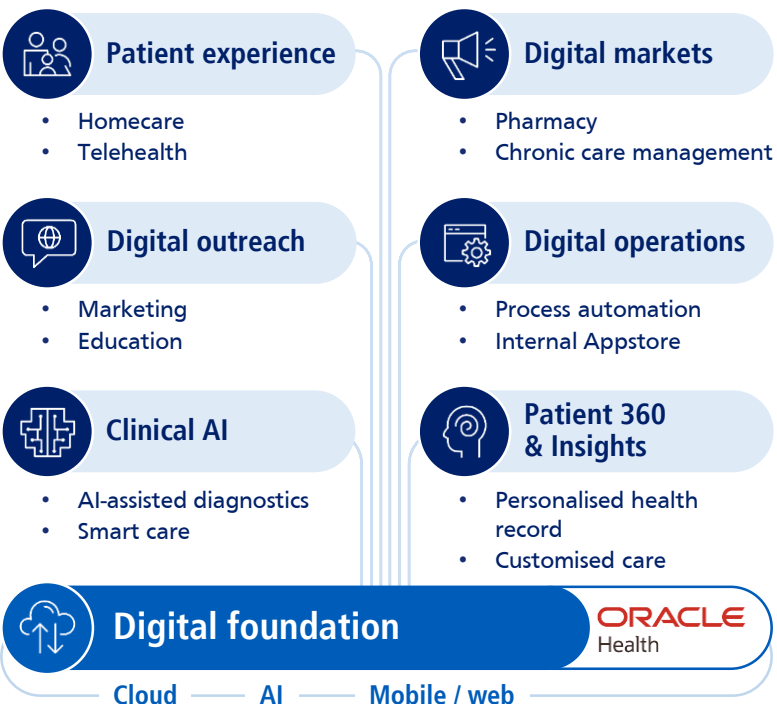 Patient experience
• Homecare
• Telehealth
Digital markets
• Pharmacy
• Chronic care management
Digital outreach
• Marketing
• Education
Digital operations
• Process automation
• Internal Appstore
Clinical AI
• AI-assisted diagnostics
• Smart care
Patient 360
& Insights
• Personalised health
record
• Customised care
Digital foundation
ORACLE
Health
Cloud
AI
Mobile / web